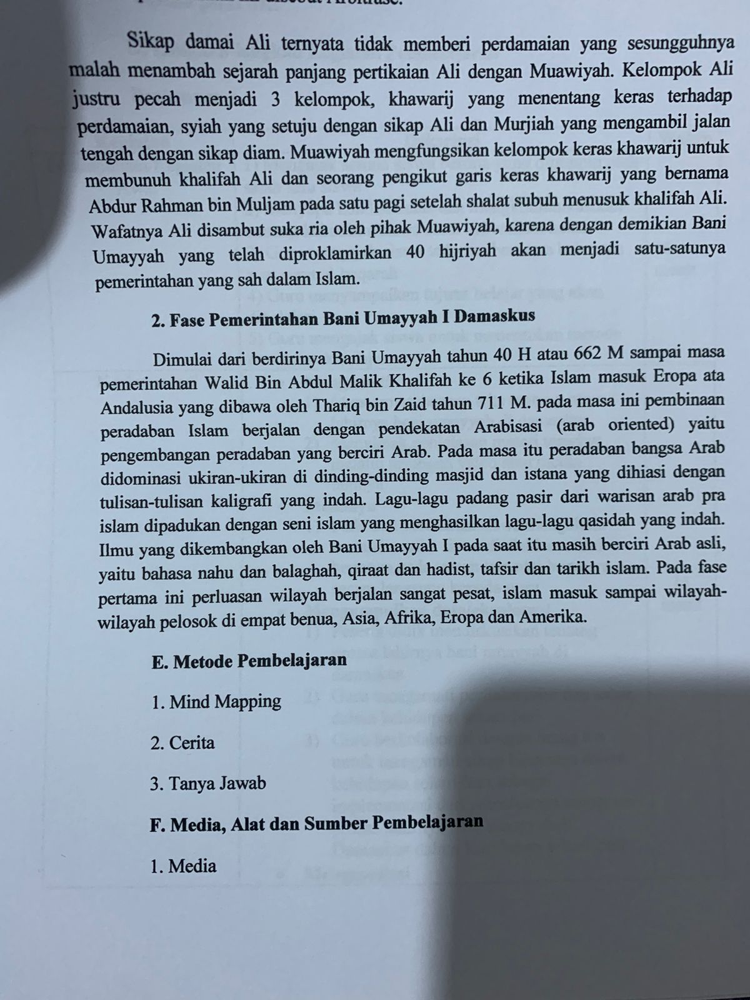 Sikap damai Ali ternyata tidak memberi perdamaian yang sesungguhnya
malah menambah sejarah panjang pertikaian Ali dengan Muawiyah. Kelompok Ali
justru pecah menjadi 3 kelompok, khawarij yang menentang keras terhadap
perdamaian, syiah yang setuju dengan sikap Ali dan Murjiah yang mengambil jalan
tengah dengan sikap diam. Muawiyah mengfungsikan kelompok keras khawarij untuk
membunuh khalifah Ali dan seorang pengikut garis keras khawarij yang bernama
Abdur Rahman bin Muljam pada satu pagi setelah shalat subuh menusuk khalifah Ali.
Wafatnya Ali disambut suka ria oleh pihak Muawiyah, karena dengan demikian Bani
Umayyah yang telah diproklamirkan 40 hijriyah akan menjadi satu-satunya
pemerintahan yang sah dalam Islam.
2. Fase Pemerintahan Bani Umayyah I Damaskus
Dimulai dari berdirinya Bani Umayyah tahun 40 H atau 662 M sampai masa
pemerintahan Walid Bin Abdul Malik Khalifah ke 6 ketika Islam masuk Eropa ata
Andalusia yang dibawa oleh Thariq bin Zaid tahun 711 M. pada masa ini pembinaan
peradaban Islam berjalan dengan pendekatan Arabisasi (arab oriented) yaitu
pengembangan peradaban yang berciri Arab. Pada masa itu peradaban bangsa Arab
didominasi ukiran-ukiran di dinding-dinding masjid dan istana yang dihiasi dengan
tulisan-tulisan kaligrafi yang indah. Lagu-lagu padang pasir dari warisan arab pra
islam dipadukan dengan seni islam yang menghasilkan lagu-lagu qasidah yang indah.
Ilmu yang dikembangkan oleh Bani Umayyah I pada saat itu masih berciri Arab asli,
yaitu bahasa nahu dan balaghah, qiraat dan hadist, tafsir dan tarikh islam. Pada fase
pertama ini perluasan wilayah berjalan sangat pesat, islam masuk sampai wilayah-
wilayah pelosok di empat benua, Asia, Afrika, Eropa dan Amerika.
E. Metode Pembelajaran
1. Mind Mapping
2. Cerita
3. Tanya Jawab
F. Media, Alat dan Sumber Pembelajaran
1. Media